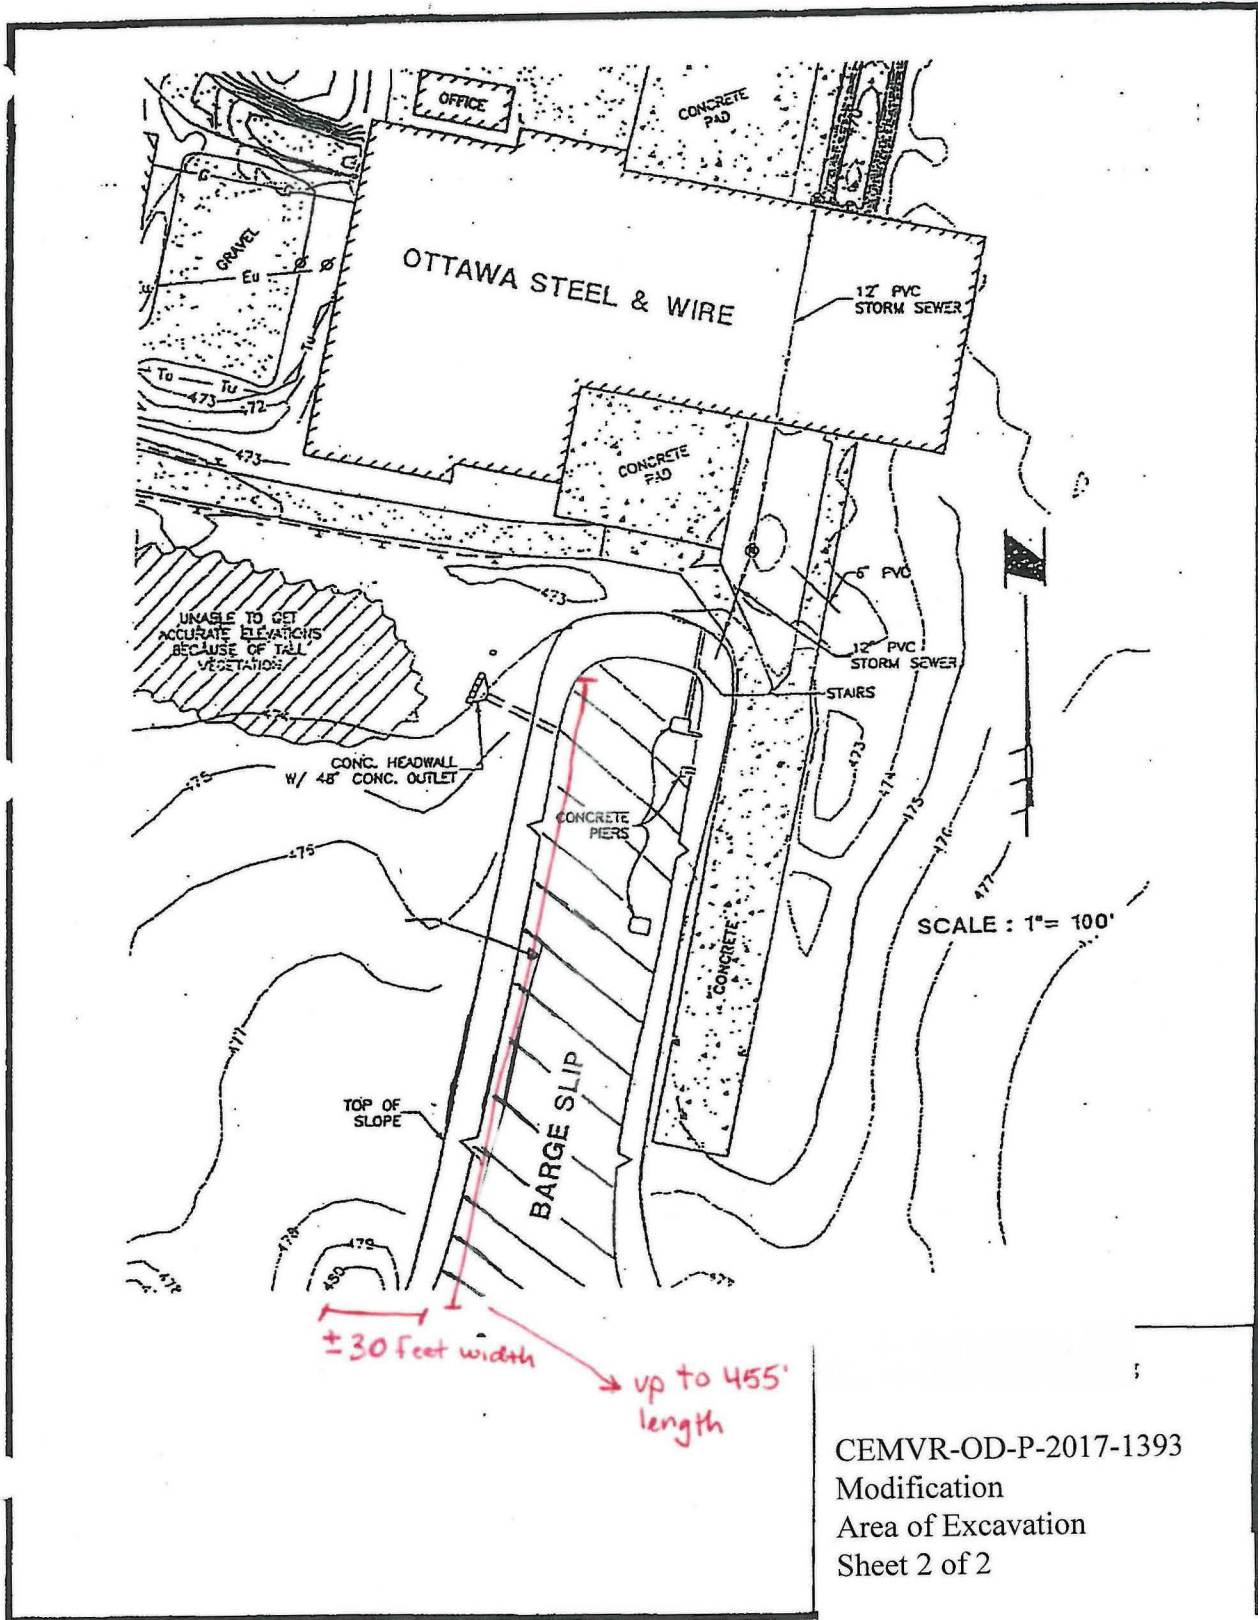 OFFICE
CONCRETE
PAD
G
GRAVEL
Eu
OTTAWA STEEL & WIRE
12" PVC
STORM SEWER
Tu
Tu
Tu
473
472
473
CONCRETE
PAD
6" PVC
473
UNABLE TO GET
ACCURATE ELEVATIONS
BECAUSE OF TALL
VEGETATION
12" PVC
STORM SEWER
STAIRS
CONC. HEADWALL
W/ 48" CONC. OUTLET
473
474
475
476
477
475
CONCRETE
PIERS
SCALE : 1"= 100'
CONCRETE
477
BARGE SLIP
TOP OF
SLOPE
478
479
480
478
± 30 feet width
up to 455'
length
CEMVR-OD-P-2017-1393
Modification
Area of Excavation
Sheet 2 of 2